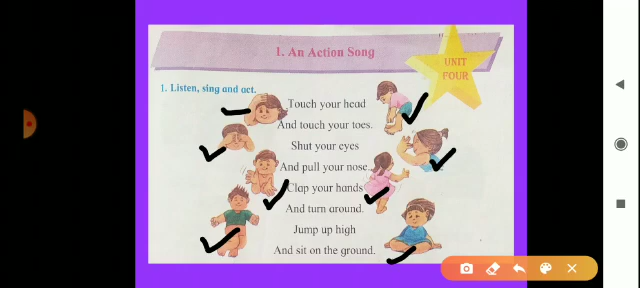 1. An Action Song
UNIT
FOUR
1. Listen, sing and act.
Touch your head
And touch your toes.
Shut your eyes
And pull your nose.
Clap your hands
And turn around.
Jump up high
And sit on the ground.